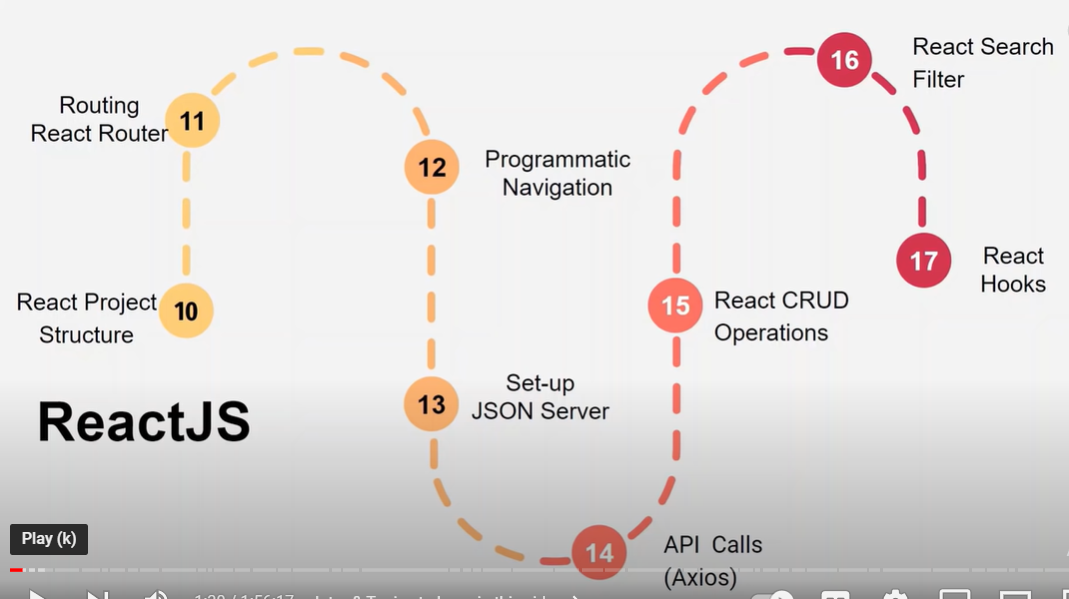 React Search
Filter
16
Routing
React Router
11
12
Programmatic
Navigation
17
React
Hooks
React Project
Structure
10
15
React CRUD
Operations
13
Set-up
JSON Server
ReactJS
Play (k)
14
API Calls
(Axios)